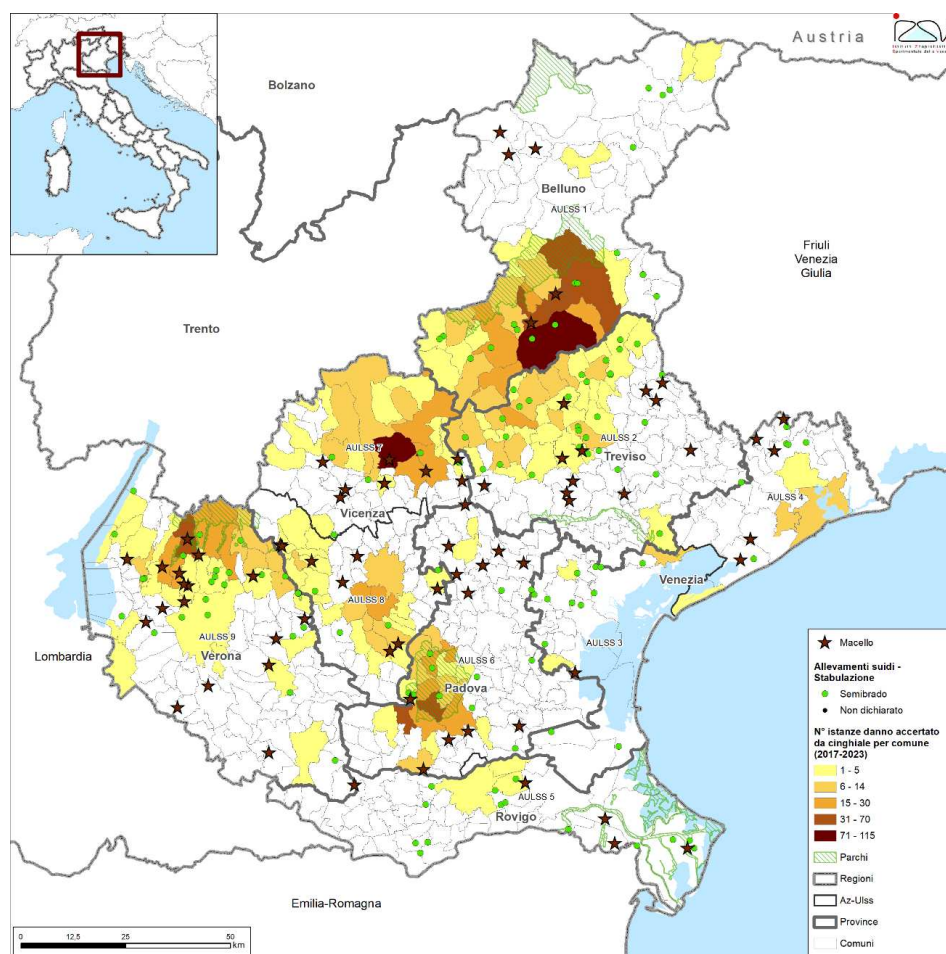 Austria
Bolzano
Belluno
AULSS 1
Friuli
Venezia
Giulia
Trento
AULSS 2
Treviso
AULSS 7
AULSS 4
Vicenza
Venezia
AULSS 8
AULSS 3
AULSS 9
Verona
Lombardia
AULSS 6
Padova
AULSS 5
Rovigo
Emilia-Romagna
Macello
Allevamenti suidi -
Stabulazione
Semibrado
Non dichiarato
N° istanze danno accertato
da cinghiale per comune
(2017-2023)
1 - 5
6 - 14
15 - 30
31 - 70
71 - 115
Parchi
Regioni
Az-Ulss
Province
Comuni
0 12,5 25 50
km